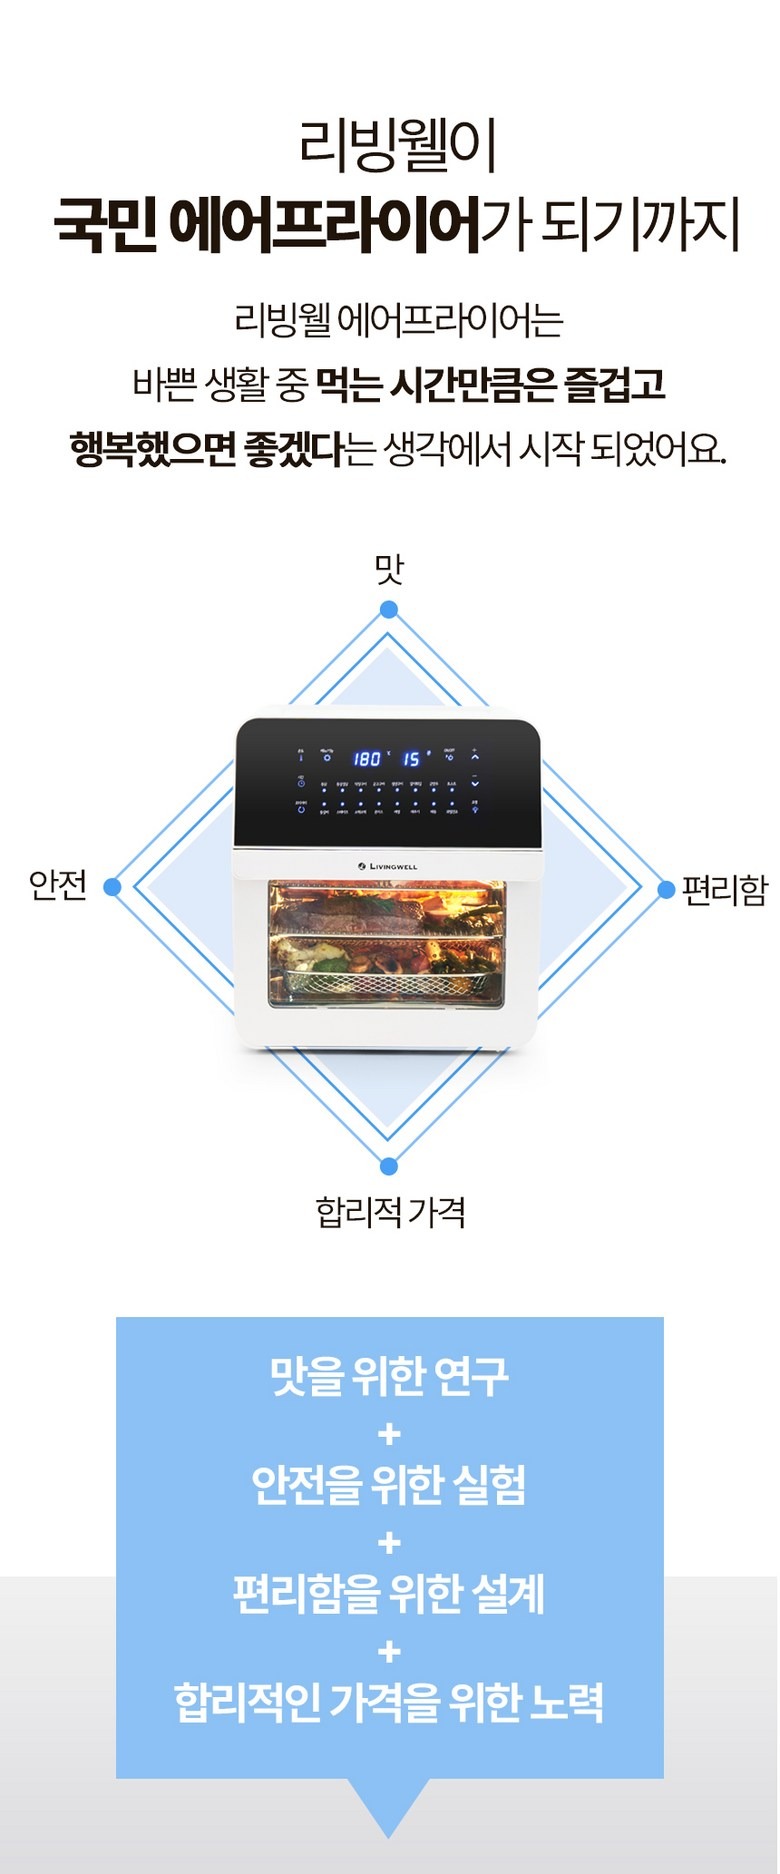 리빙웰이
국민 에어프라이어가 되기까지
리빙웰 에어프라이어는
바쁜 생활 중 먹는 시간만큼은 즐겁고
행복했으면 좋겠다는 생각에서 시작 되었어요.
맛
180 15
LIVINGWELL
안전
편리함
합리적 가격
맛을 위한 연구
+
안전을 위한 실험
+
편리함을 위한 설계
+
합리적인 가격을 위한 노력